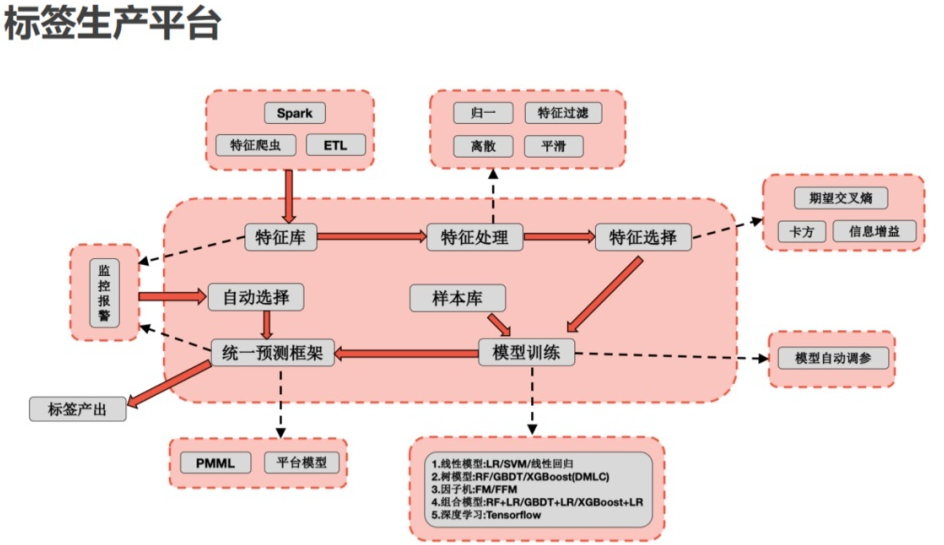 标签生产平台
Spark
特征爬虫
ETL
归一
特征过滤
离散
平滑
期望交叉熵
卡方
信息增益
特征库
特征处理
特征选择
监控报警
自动选择
样本库
统一预测框架
模型训练
模型自动调参
标签产出
PMML
平台模型
1.线性模型:LR/SVM/线性回归
2.树模型:RF/GBDT/XGBoost(DMLC)
3.因子机:FM/FFM
4.组合模型:RF+LR/GBDT+LR/XGBoost+LR
5.深度学习:Tensorflow